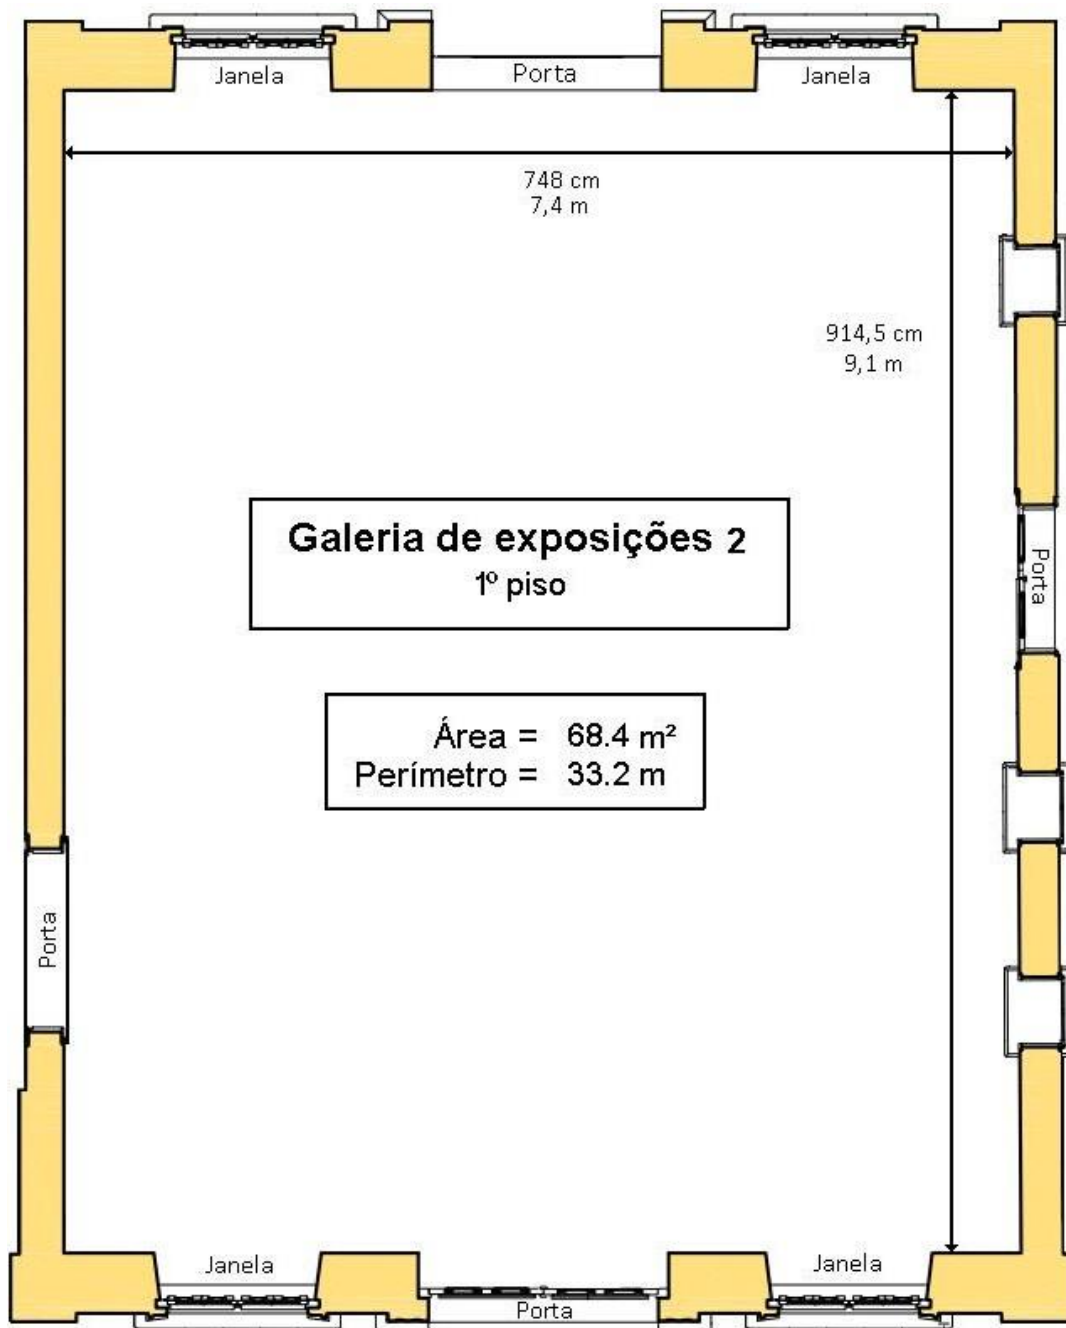 Janela
Porta
Janela
748 cm
7,4 m
914,5 cm
9,1 m
Galeria de exposições 2
1º piso
Porta
Área = 68.4 m²
Perímetro = 33.2 m
Porta
Janela
Porta
Janela